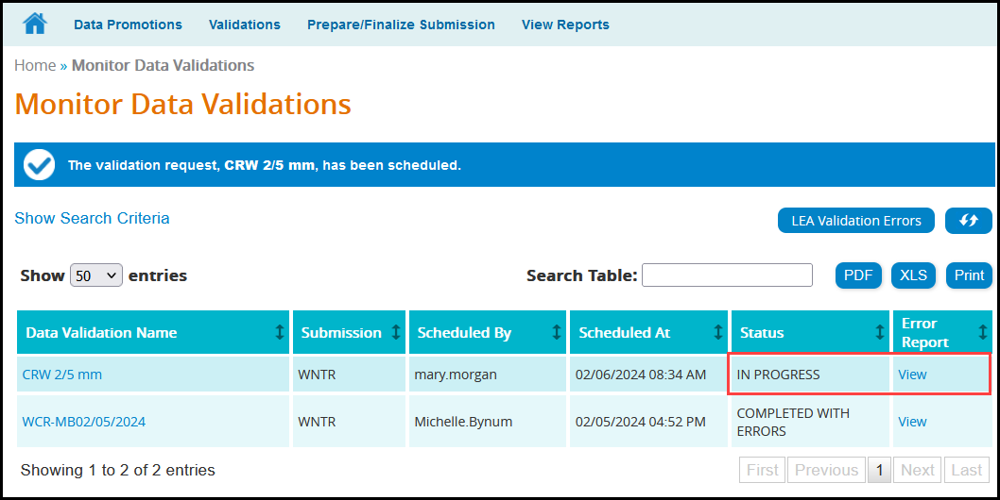 Data Promotions Validations Prepare/Finalize Submission View Reports
Home » Monitor Data Validations
Monitor Data Validations
The validation request, CRW 2/5 mm, has been scheduled.
Show Search Criteria
LEA Validation Errors
Show 50 entries
Search Table:
PDF XLS Print
Data Validation Name Submission Scheduled By Scheduled At Status Error
Report
CRW 2/5 mm WNTR mary.morgan 02/06/2024 08:34 AM IN PROGRESS View
WCR-MB02/05/2024 WNTR Michelle.Bynum 02/05/2024 04:52 PM COMPLETED WITH View
ERRORS
Showing 1 to 2 of 2 entries
First Previous 1 Next Last